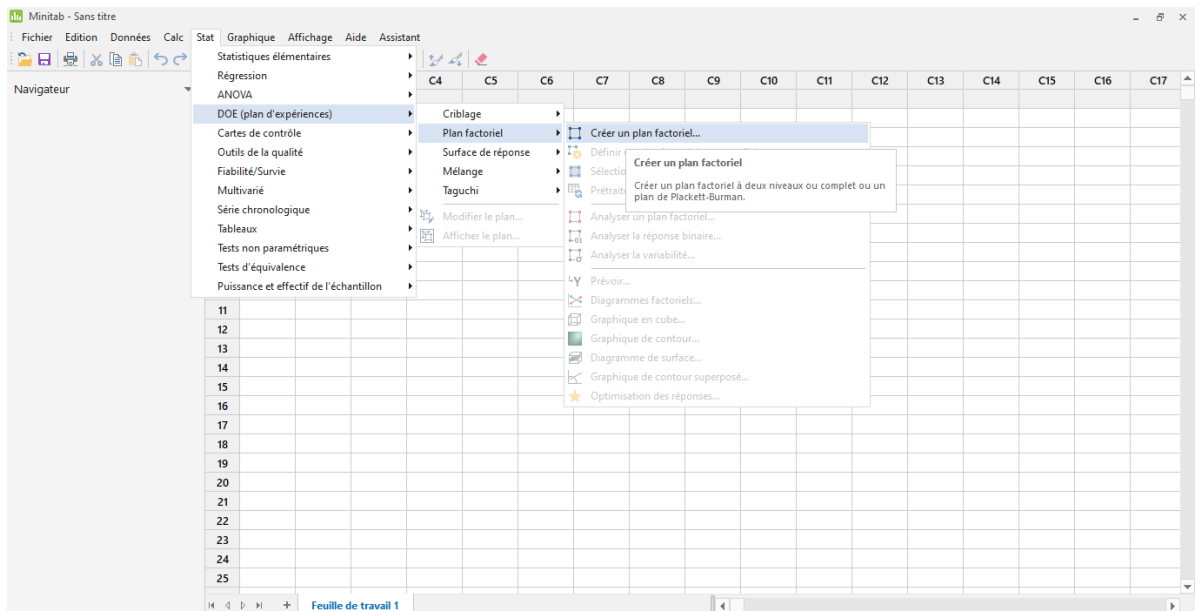 Minitab - Sans titre
Fichier Edition Données Calc Stat Graphique Affichage Aide Assistant
Navigateur
Statistiques élémentaires
Régression
ANOVA
DOE (plan d'expériences)
Cartes de contrôle
Outils de la qualité
Fiabilité/Survie
Multivarié
Série chronologique
Tableaux
Tests non paramétriques
Tests d'équivalence
Puissance et effectif de l'échantillon
Criblage
Plan factoriel
Surface de réponse
Mélange
Taguchi
Modifier le plan...
Afficher le plan...
Créer un plan factoriel...
Définir
Analyser un plan factoriel...
Analyser la réponse binaire...
Analyser la variabilité...
Prévoir...
Diagrammes factoriels...
Graphique en cube...
Graphique de contour...
Diagramme de surface...
Graphique de contour superposé...
Optimisation des réponses...
Créer un plan factoriel
Créer un plan factoriel à deux niveaux ou complet ou un
plan de Plackett-Burman.
C4 C5 C6 C7 C8 C9 C10 C11 C12 C13 C14 C15 C16 C17
11
12
13
14
15
16
17
18
19
20
21
22
23
24
25
Feuille de travail 1